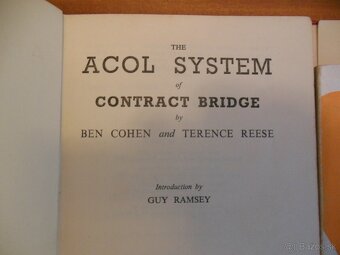 THE
ACOL SYSTEM
of
CONTRACT BRIDGE
by
BEN COHEN and TERENCE REESE
Introduction by
GUY RAMSEY